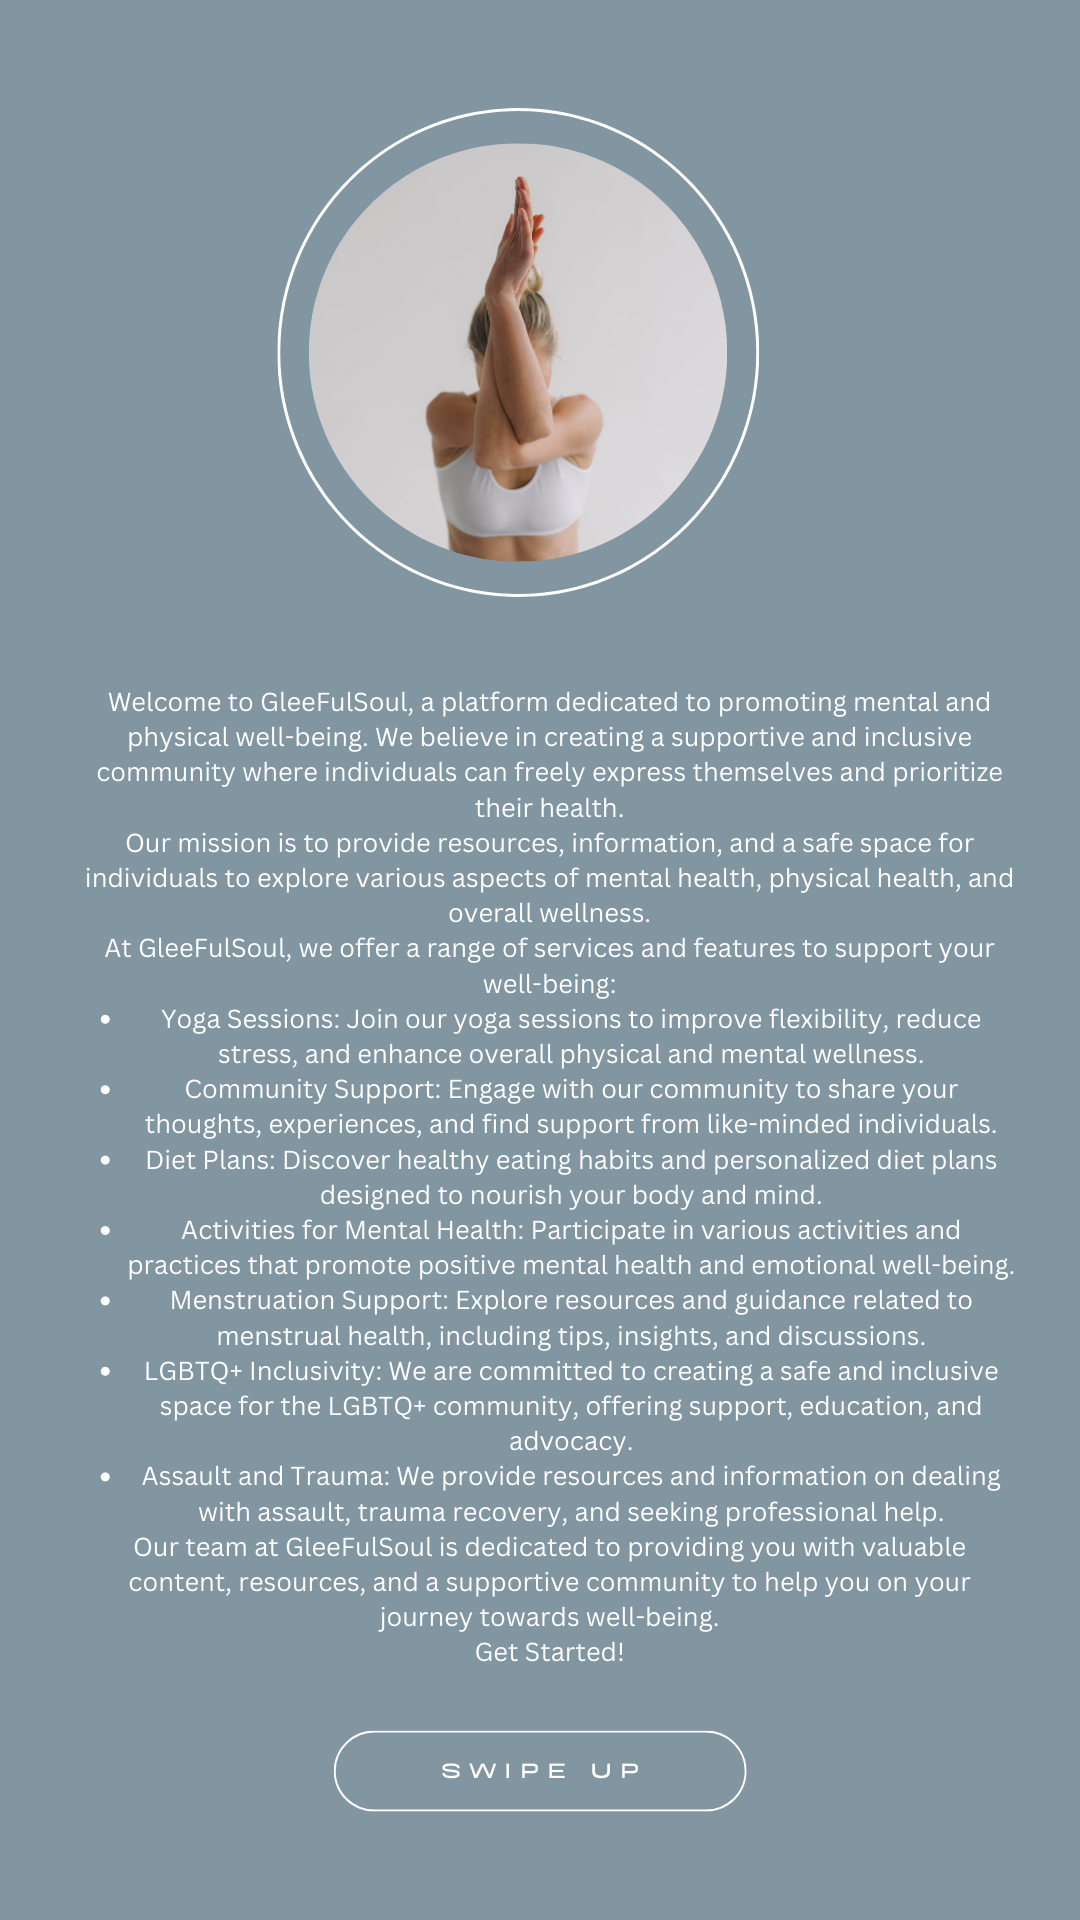 Welcome to GleeFulSoul, a platform dedicated to promoting mental and
physical well-being. We believe in creating a supportive and inclusive
community where individuals can freely express themselves and prioritize
their health.
Our mission is to provide resources, information, and a safe space for
individuals to explore various aspects of mental health, physical health, and
overall wellness.
At GleeFulSoul, we offer a range of services and features to support your
well-being:
• Yoga Sessions: Join our yoga sessions to improve flexibility, reduce
stress, and enhance overall physical and mental wellness.
• Community Support: Engage with our community to share your
thoughts, experiences, and find support from like-minded individuals.
• Diet Plans: Discover healthy eating habits and personalized diet plans
designed to nourish your body and mind.
• Activities for Mental Health: Participate in various activities and
practices that promote positive mental health and emotional well-being.
• Menstruation Support: Explore resources and guidance related to
menstrual health, including tips, insights, and discussions.
• LGBTQ+ Inclusivity: We are committed to creating a safe and inclusive
space for the LGBTQ+ community, offering support, education, and
advocacy.
• Assault and Trauma: We provide resources and information on dealing
with assault, trauma recovery, and seeking professional help.
Our team at GleeFulSoul is dedicated to providing you with valuable
content, resources, and a supportive community to help you on your
journey towards well-being.
Get Started!
SWIPE UP